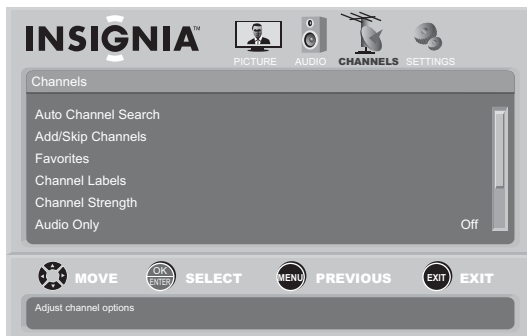 INSIGNIA™
PICTURE AUDIO CHANNELS SETTINGS
Channels
Auto Channel Search
Add/Skip Channels
Favorites
Channel Labels
Channel Strength
Audio Only Off
MOVE OK ENTER SELECT MENU PREVIOUS EXIT EXIT
Adjust channel options